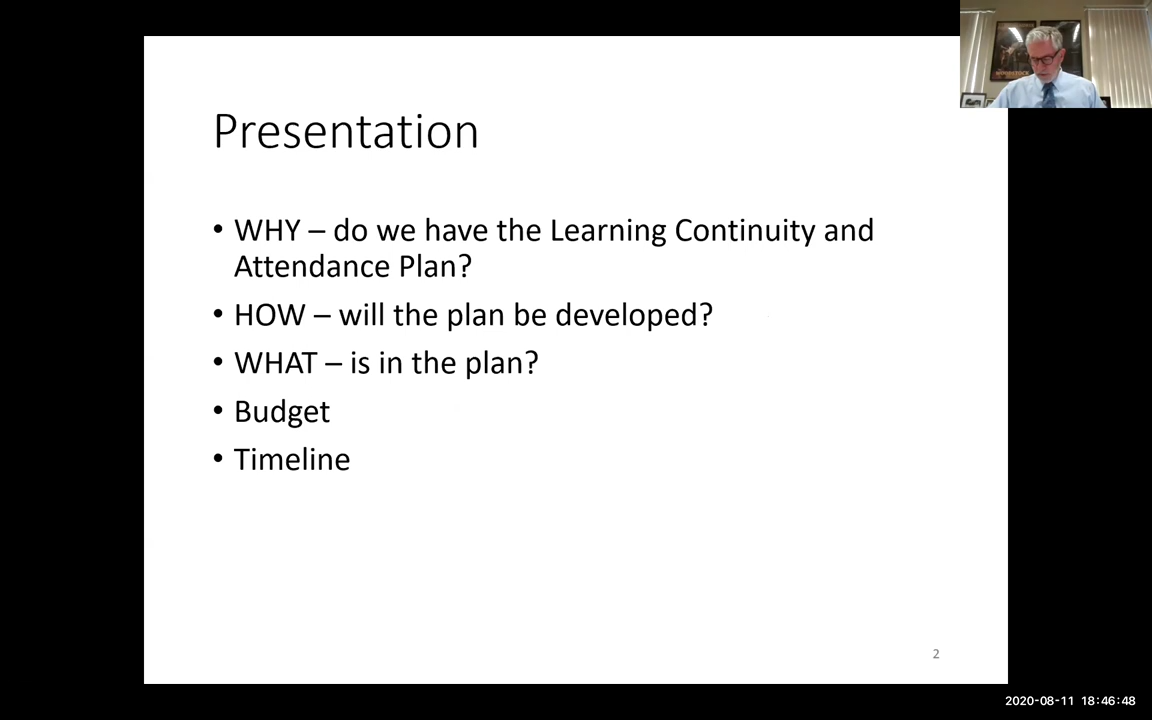 Presentation
• WHY – do we have the Learning Continuity and
Attendance Plan?
• HOW – will the plan be developed?
• WHAT – is in the plan?
• Budget
• Timeline
2
WOODSTOCK
2020-08-11 18:46:48